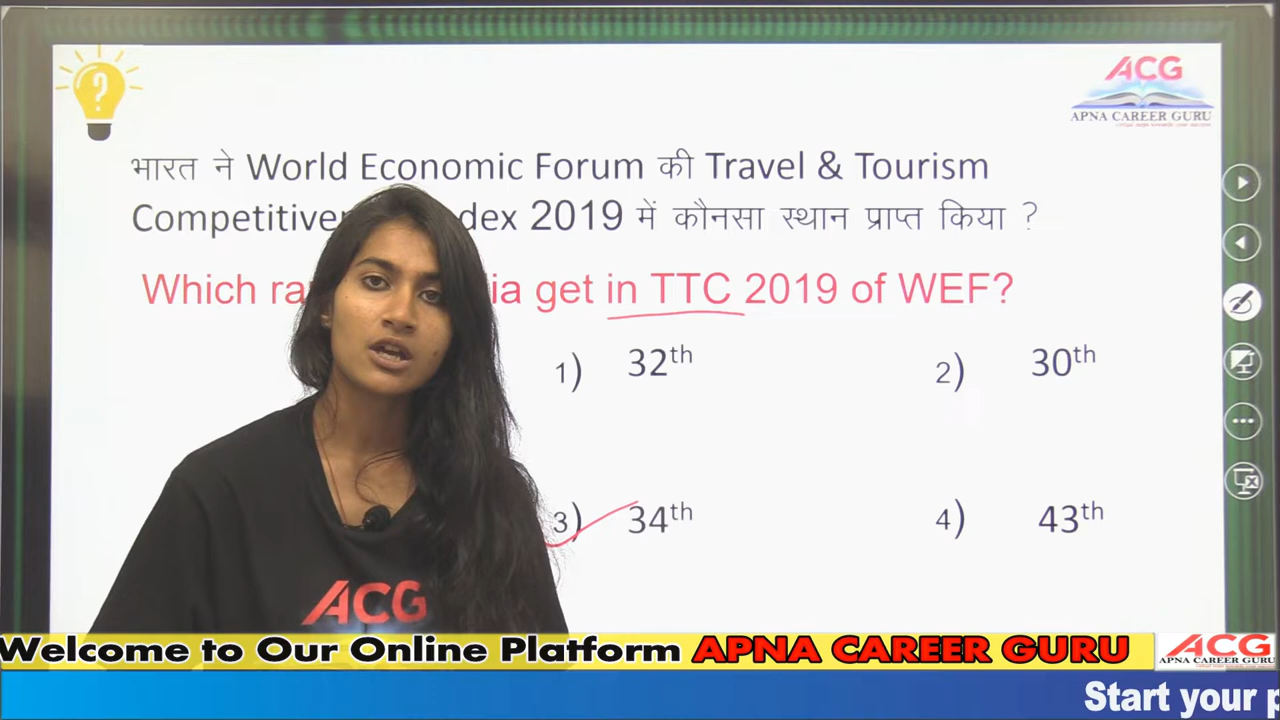 ACG
APNA CAREER GURU
भारत ने World Economic Forum की Travel & Tourism
Competitive dex 2019 में कौनसा स्थान प्राप्त किया ?
Which ra ia get in TTC 2019 of WEF?
1) 32th
2) 30th
3) 34th
4) 43th
ACG
Welcome to Our Online Platform APNA CAREER GURU
ACG
APNA CAREER GURU
Start your p